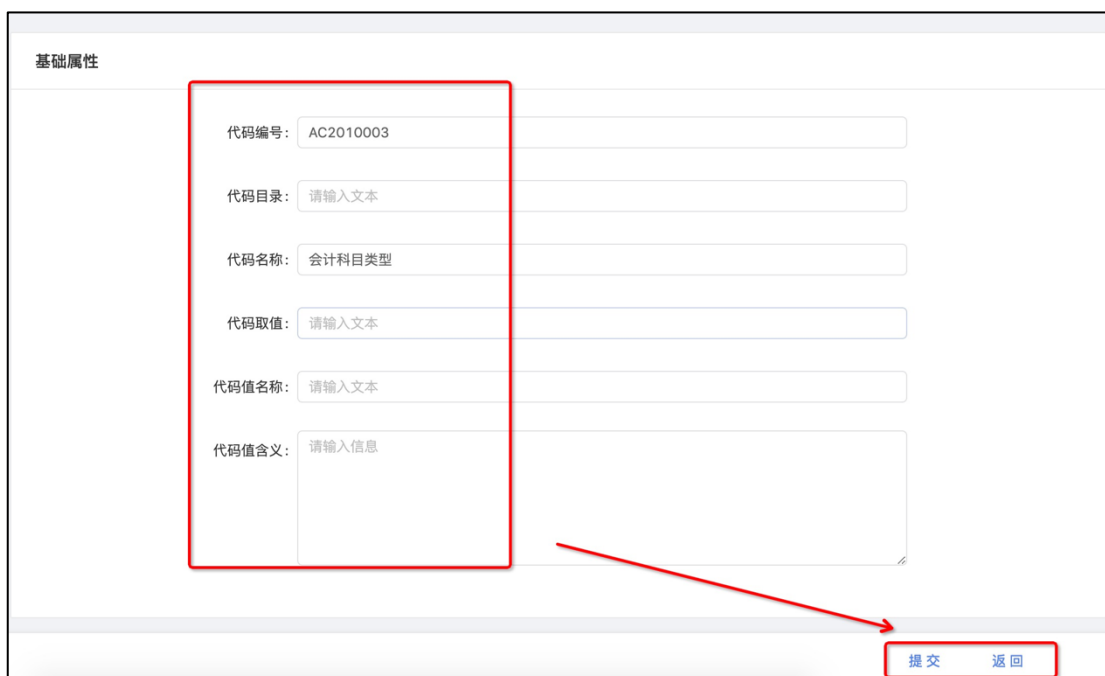 基础属性
代码编号： AC2010003
代码目录： 请输入文本
代码名称： 会计科目类型
代码取值： 请输入文本
代码值名称： 请输入文本
代码值含义： 请输入信息
提 交 返 回